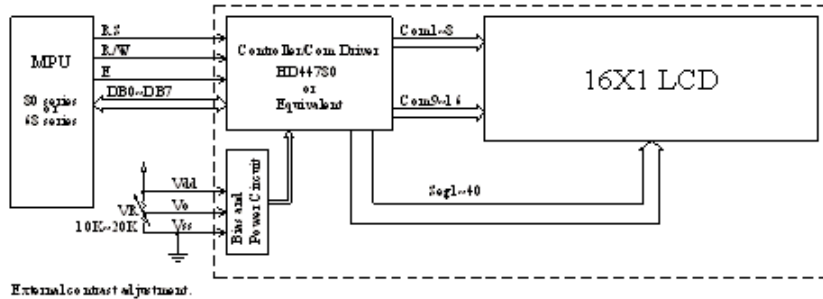 MPU
80 series
or
68 series
RS
R/W
E
DB0~DB7
Controller/Com Driver
HD44780
or
Equivalent
Com1~8
Com9~16
16X1 LCD
Seg1~40
Vdd
Vo
Vss
VR
10K~20K
Bias and
Power Circuit
External contrast adjustment.